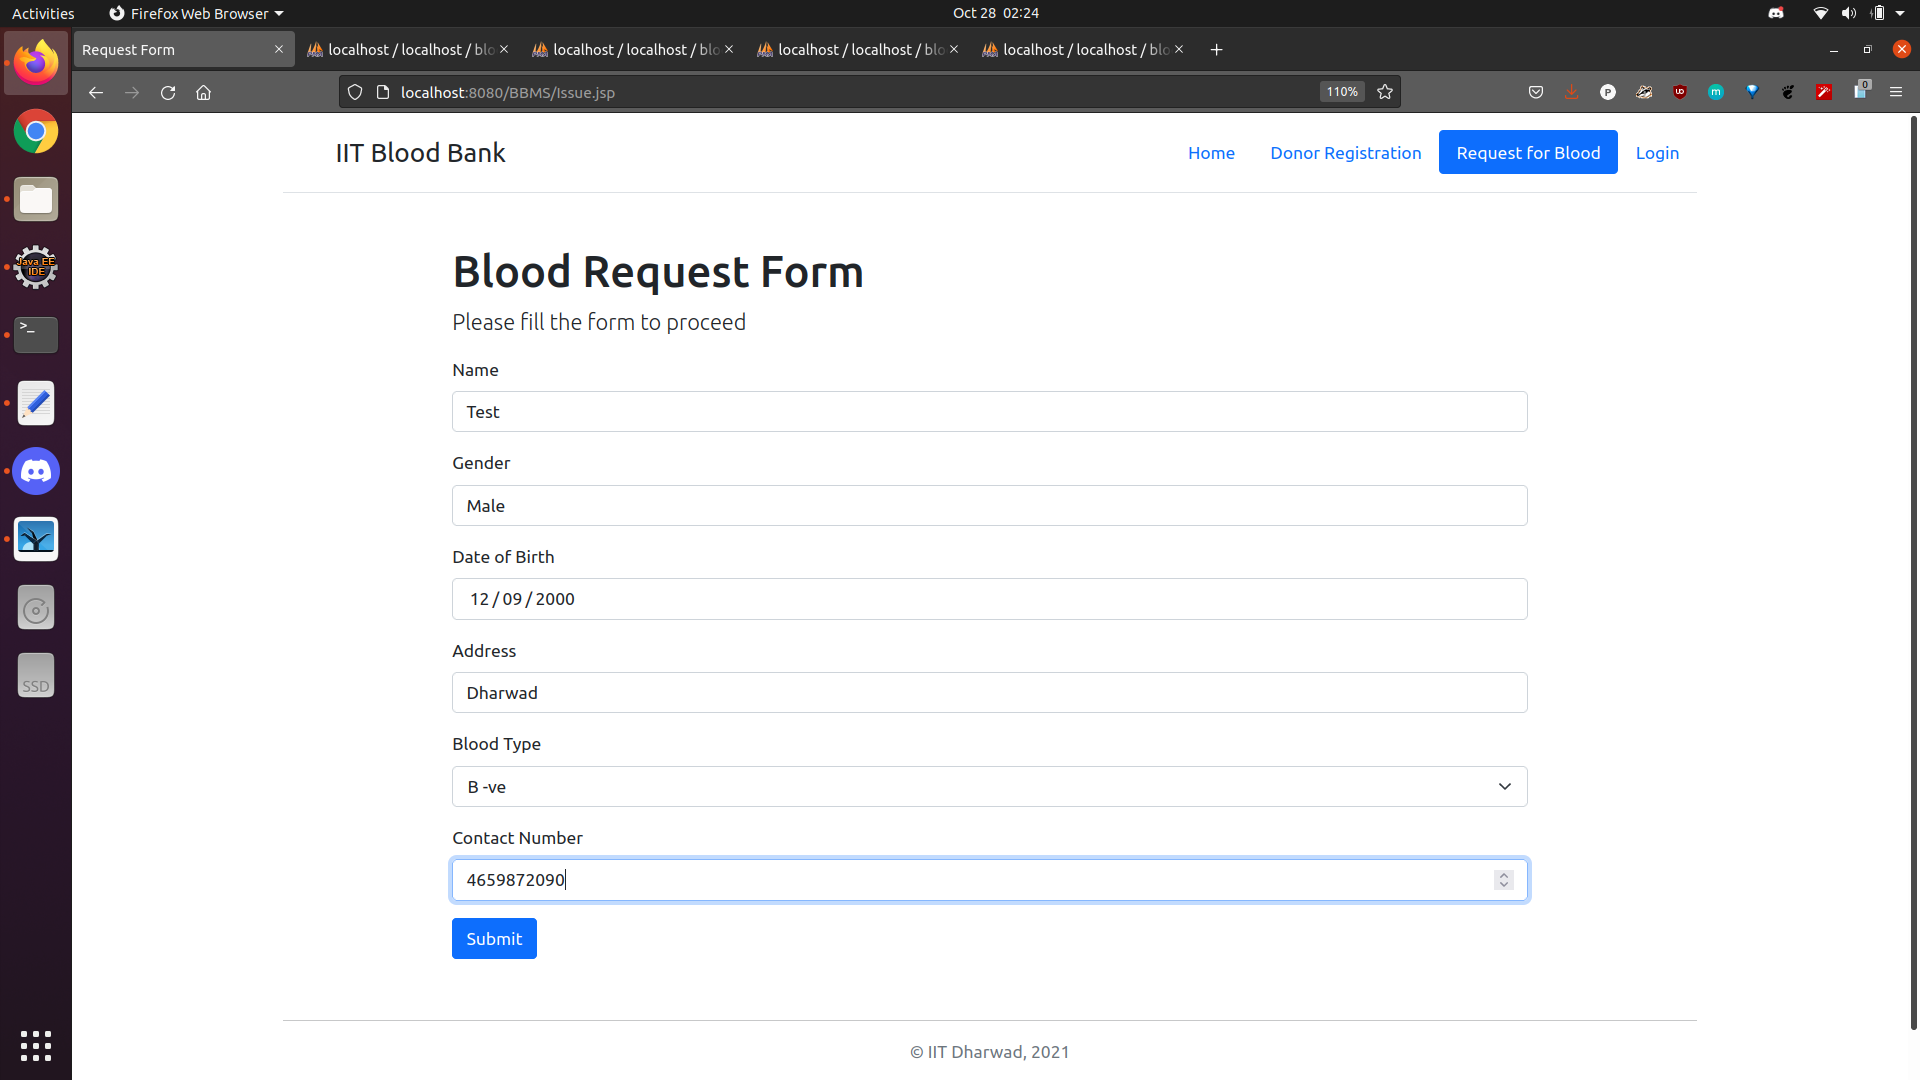 Activities Firefox Web Browser Oct 28 02:24
Request Form localhost / localhost / blo localhost / localhost / blo localhost / localhost / blo localhost / localhost / blo
localhost:8080/BBMS/Issue.jsp 110%
IIT Blood Bank Home Donor Registration Request for Blood Login
Blood Request Form
Please fill the form to proceed
Name
Test
Gender
Male
Date of Birth
12 / 09 / 2000
Address
Dharwad
Blood Type
B -ve
Contact Number
4659872090
Submit
© IIT Dharwad, 2021
Java EE
IDE
>_
SSD
P
m
0